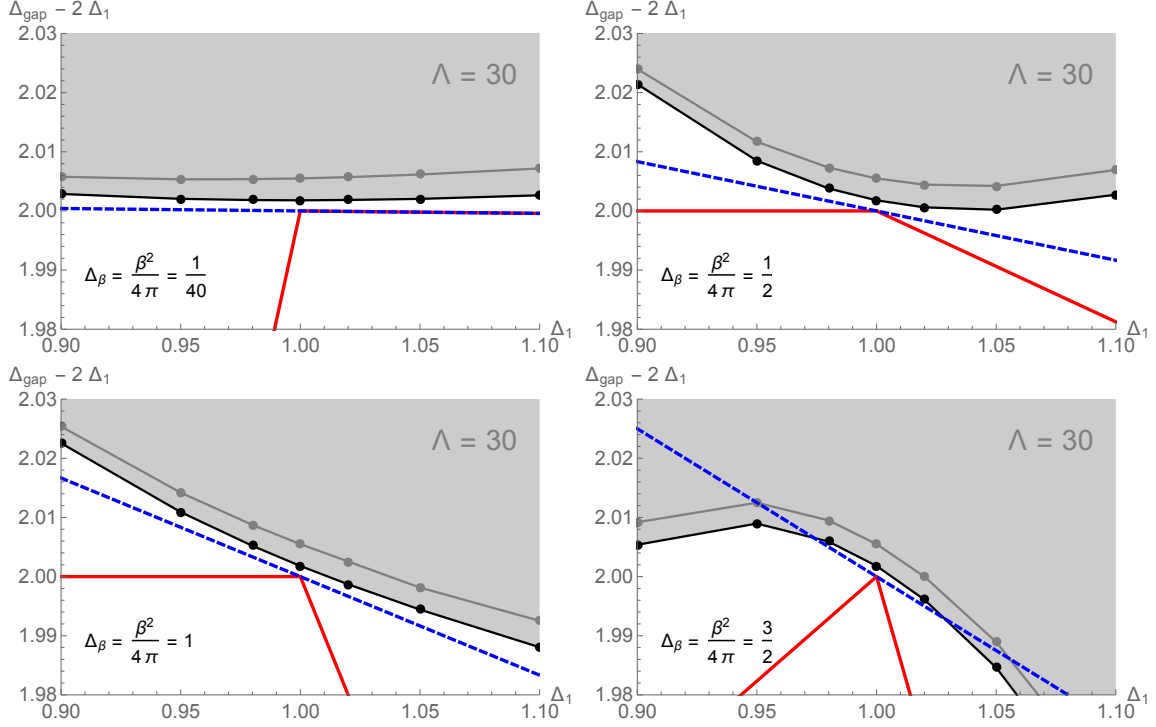 Δgap − 2 Δ1
2.03
2.02
2.01
2.00
1.99
1.98
0.90
0.95
1.00
1.05
1.10
Δ1
Λ = 30
Δβ = β²/4 π = 1/40
Δgap − 2 Δ1
2.03
2.02
2.01
2.00
1.99
1.98
0.90
0.95
1.00
1.05
1.10
Δ1
Λ = 30
Δβ = β²/4 π = 1/2
Δgap − 2 Δ1
2.03
2.02
2.01
2.00
1.99
1.98
0.90
0.95
1.00
1.05
1.10
Δ1
Λ = 30
Δβ = β²/4 π = 1
Δgap − 2 Δ1
2.03
2.02
2.01
2.00
1.99
1.98
0.90
0.95
1.00
1.05
1.10
Δ1
Λ = 30
Δβ = β²/4 π = 3/2